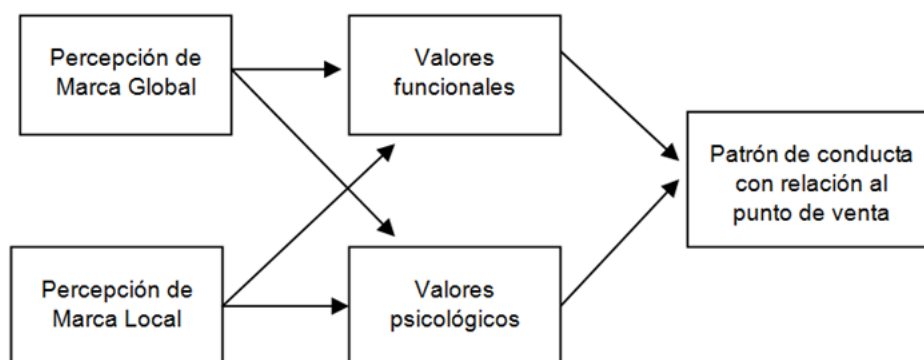 Percepción de
Marca Global
Valores
funcionales
Patrón de conducta
con relación al
punto de venta
Percepción de
Marca Local
Valores
psicológicos